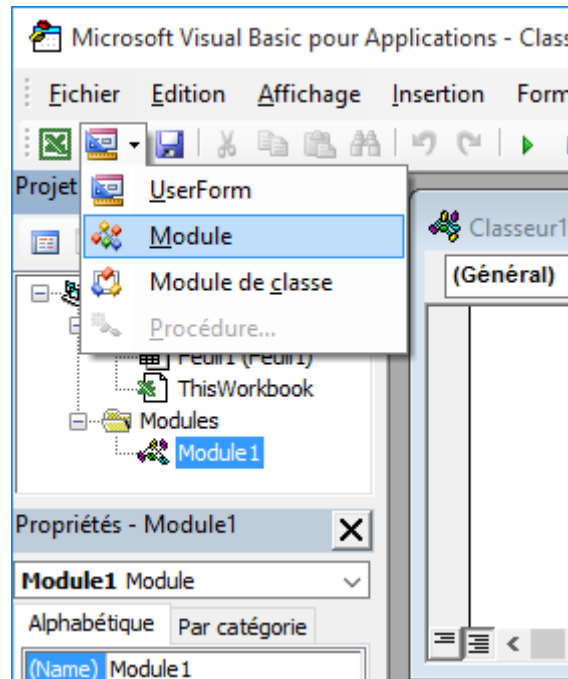 Microsoft Visual Basic pour Applications - Clas
Fichier Edition Affichage Insertion Form
Projet
UserForm
Module
Module de classe
Procédure...
Classeur1
(Général)
Feuil1 (Feuil1)
ThisWorkbook
Modules
Module1
Propriétés - Module1
Module1 Module
Alphabétique Par catégorie
(Name) Module1